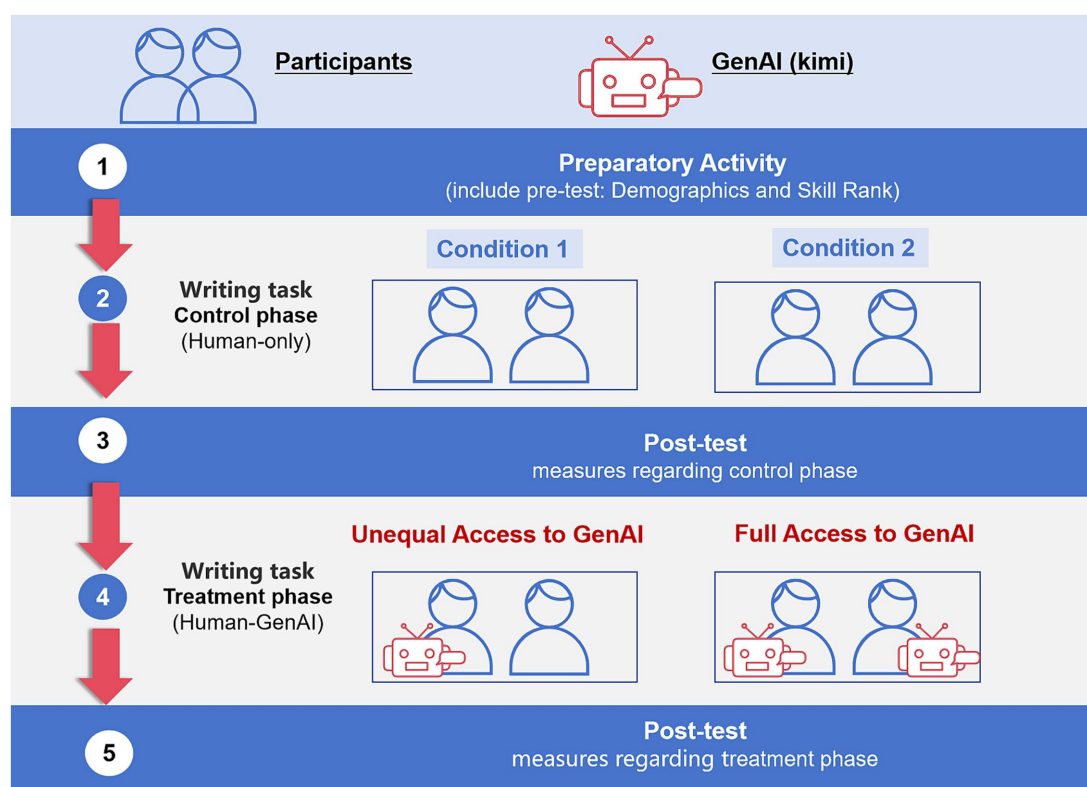 Participants
GenAI (kimi)
1
Preparatory Activity
(include pre-test: Demographics and Skill Rank)
Condition 1
Condition 2
2
Writing task
Control phase
(Human-only)
3
Post-test
measures regarding control phase
Unequal Access to GenAI
Full Access to GenAI
4
Writing task
Treatment phase
(Human-GenAI)
5
Post-test
measures regarding treatment phase